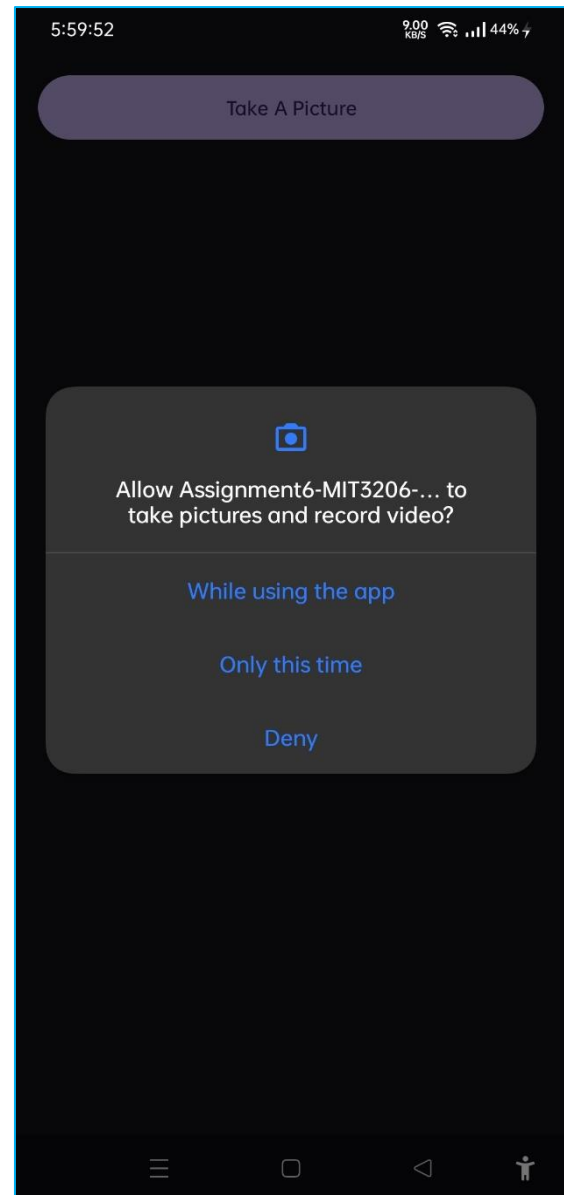 5:59:52 9.00 KB/S 44%
Take A Picture
Allow Assignment6-MIT3206-... to
take pictures and record video?
While using the app
Only this time
Deny